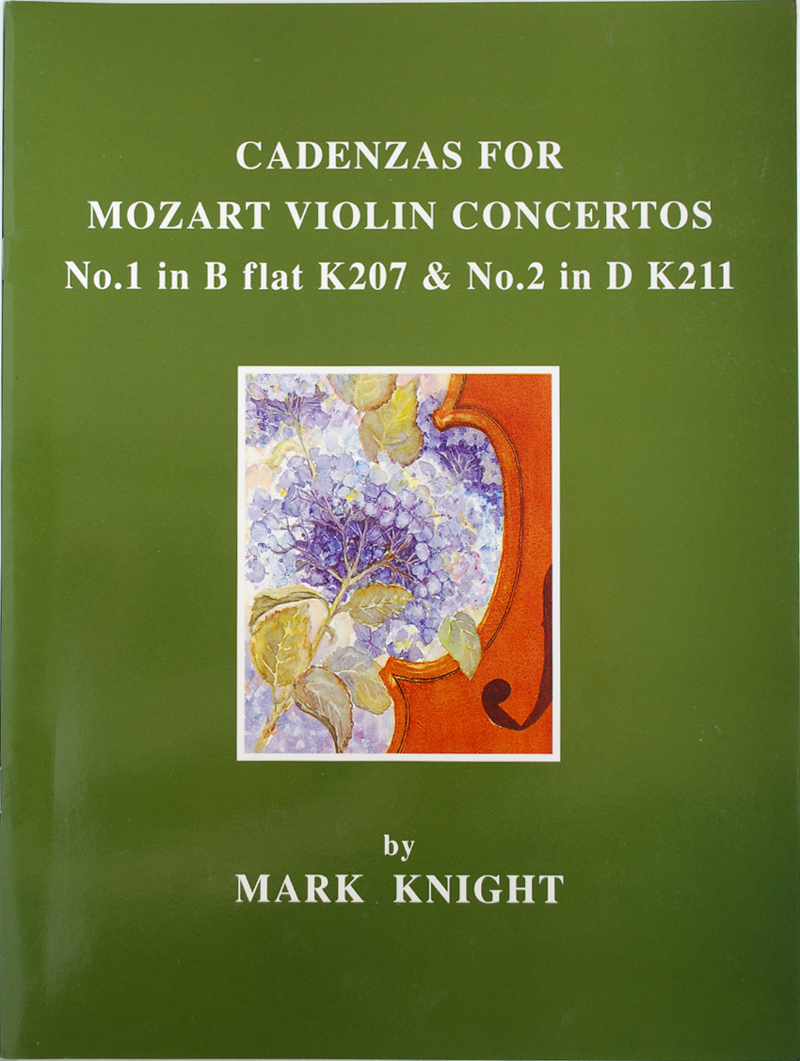 CADENZAS FOR
MOZART VIOLIN CONCERTOS
No.1 in B flat K207 & No.2 in D K211
by
MARK KNIGHT